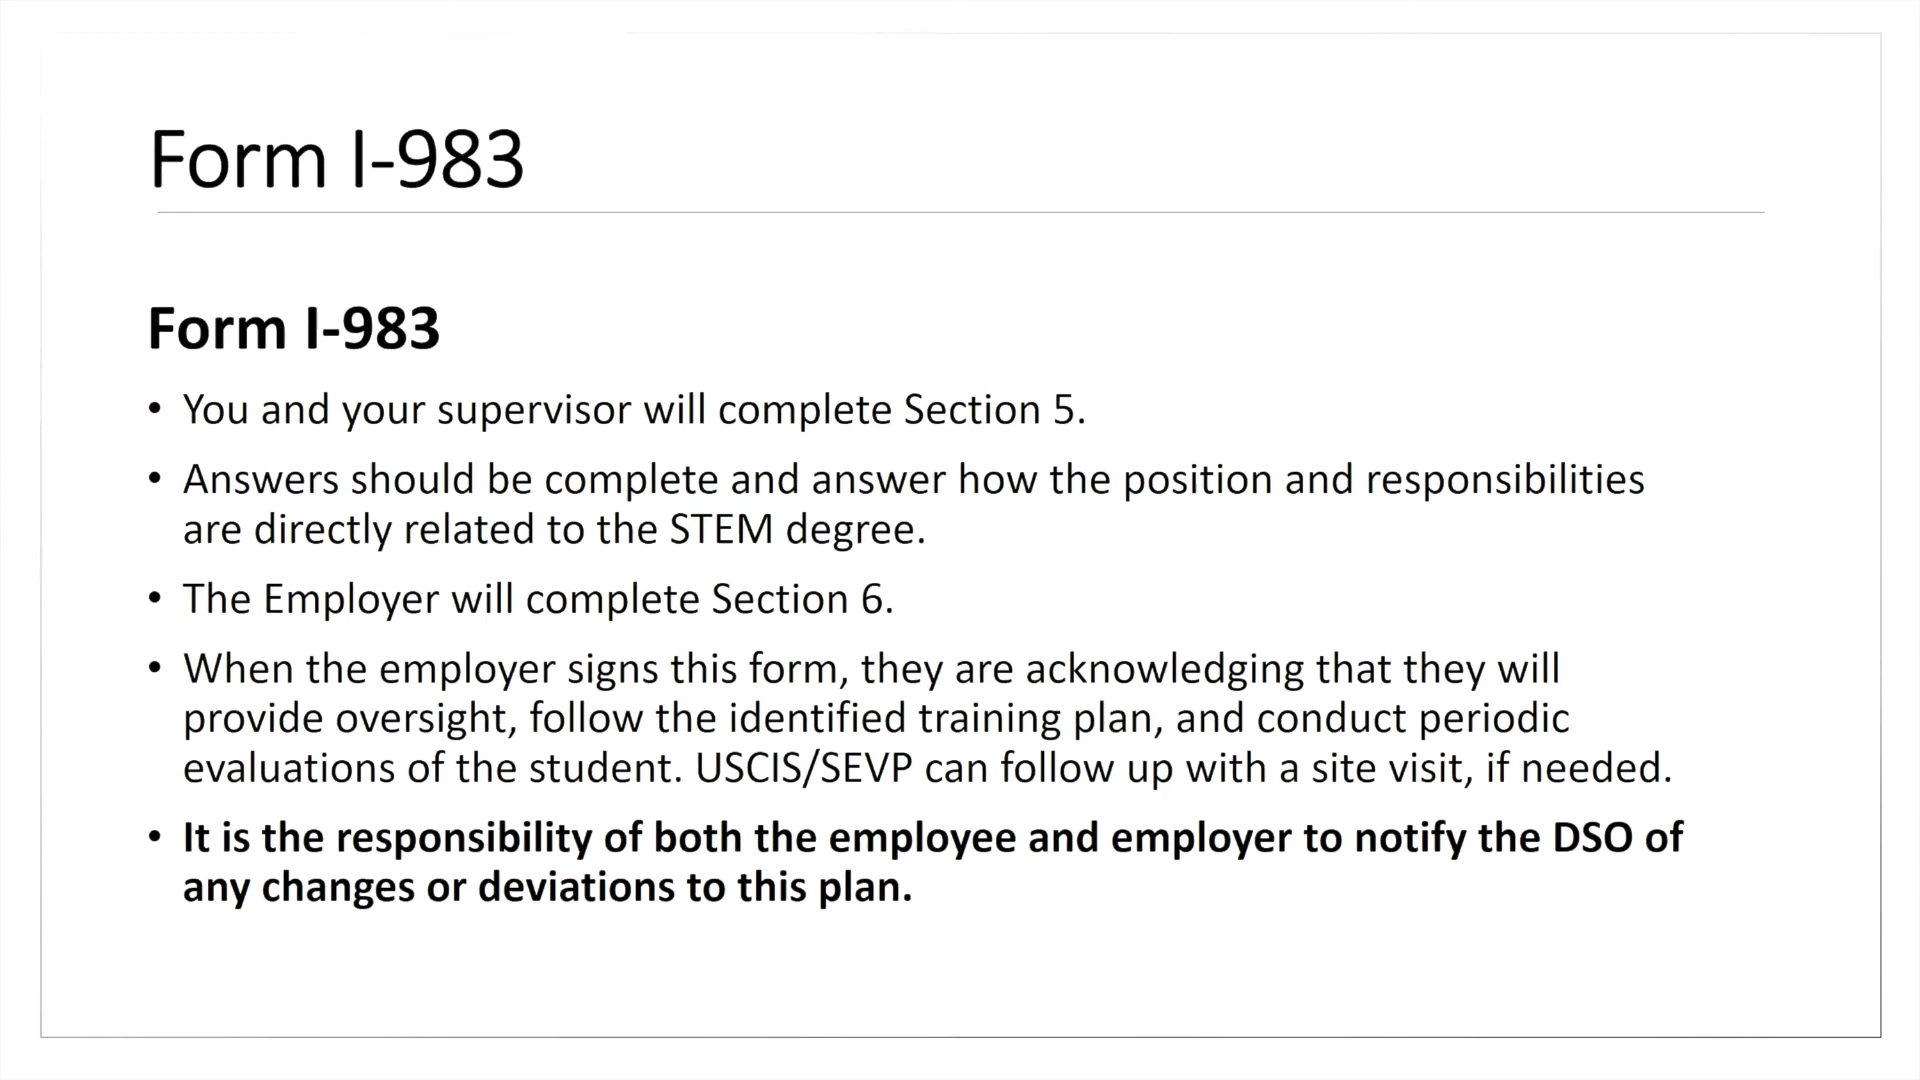 Form I-983
Form I-983
• You and your supervisor will complete Section 5.
• Answers should be complete and answer how the position and responsibilities
are directly related to the STEM degree.
• The Employer will complete Section 6.
• When the employer signs this form, they are acknowledging that they will
provide oversight, follow the identified training plan, and conduct periodic
evaluations of the student. USCIS/SEVP can follow up with a site visit, if needed.
• It is the responsibility of both the employee and employer to notify the DSO of
any changes or deviations to this plan.